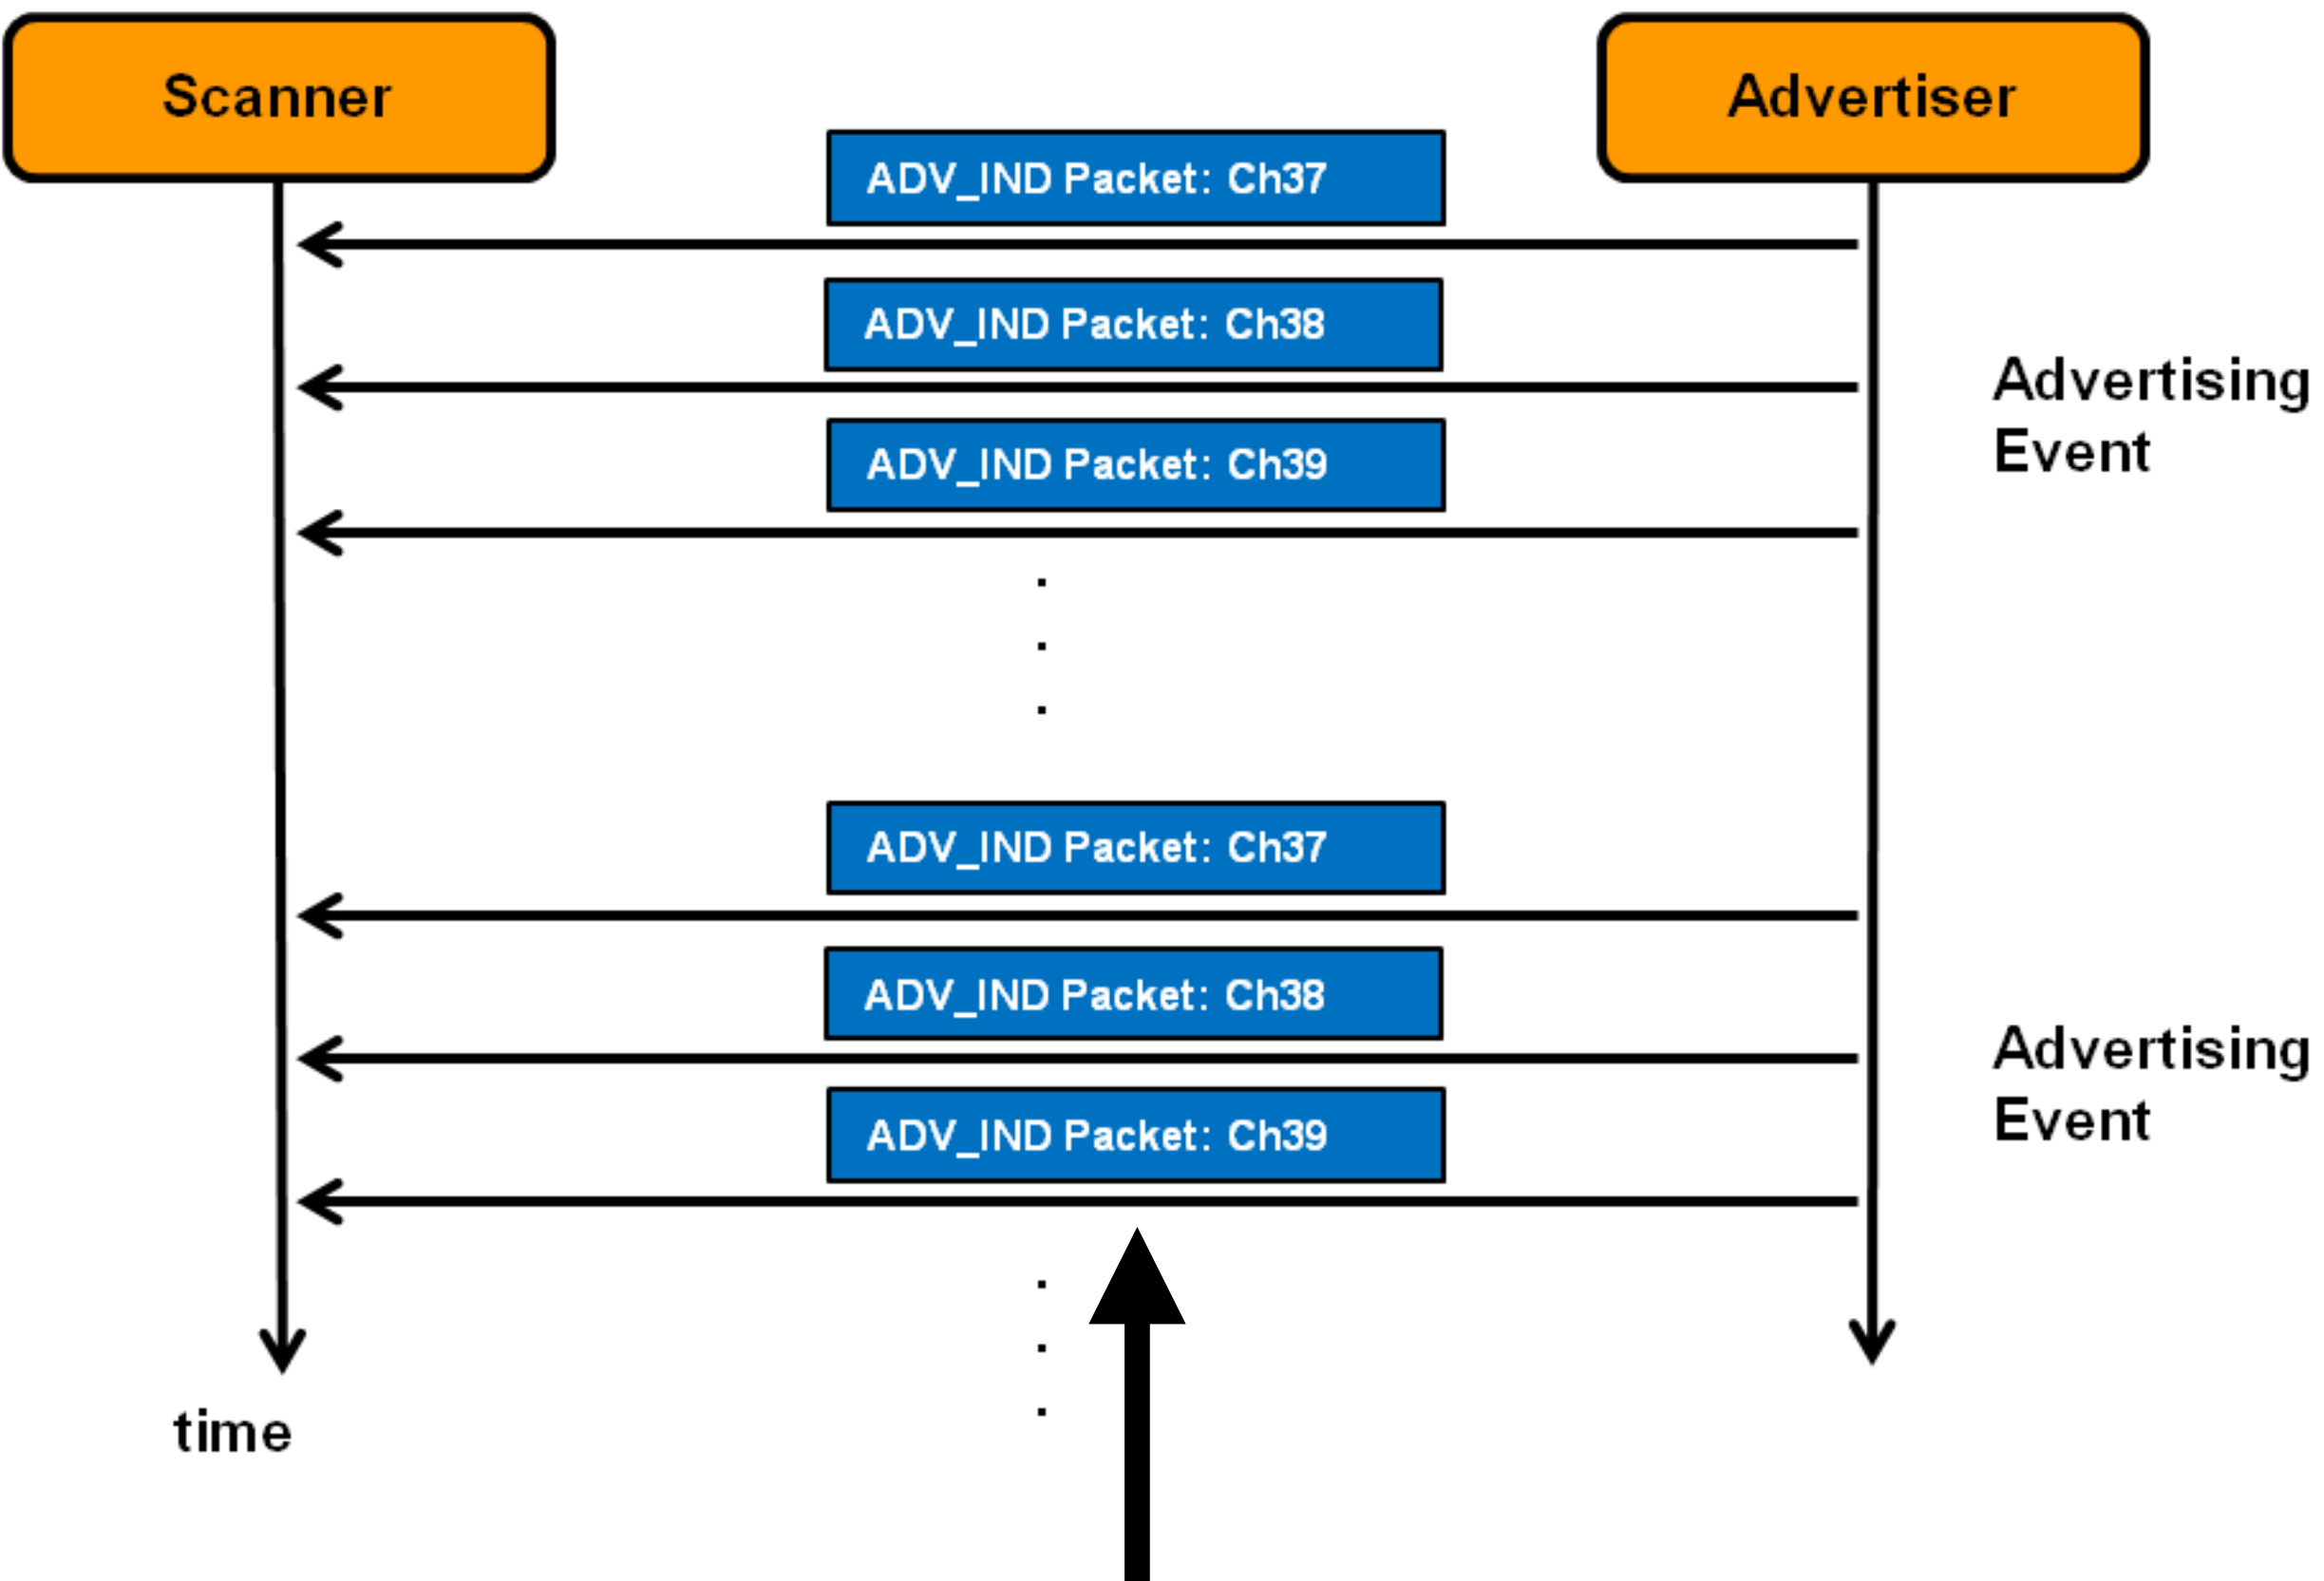 Scanner
Advertiser
ADV_IND Packet: Ch37
ADV_IND Packet: Ch38
Advertising
Event
ADV_IND Packet: Ch39
.
.
.
ADV_IND Packet: Ch37
ADV_IND Packet: Ch38
Advertising
Event
ADV_IND Packet: Ch39
.
.
.
time